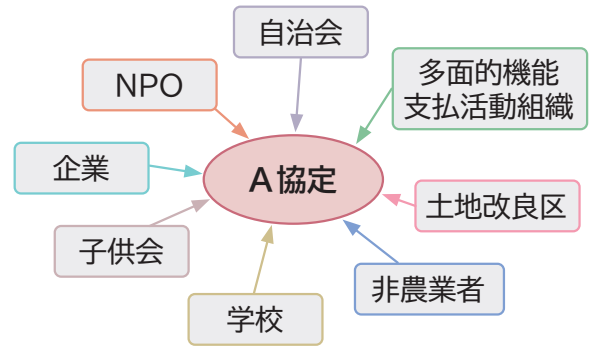 自治会
NPO
多面的機能
支払活動組織
企業
A協定
土地改良区
子供会
非農業者
学校